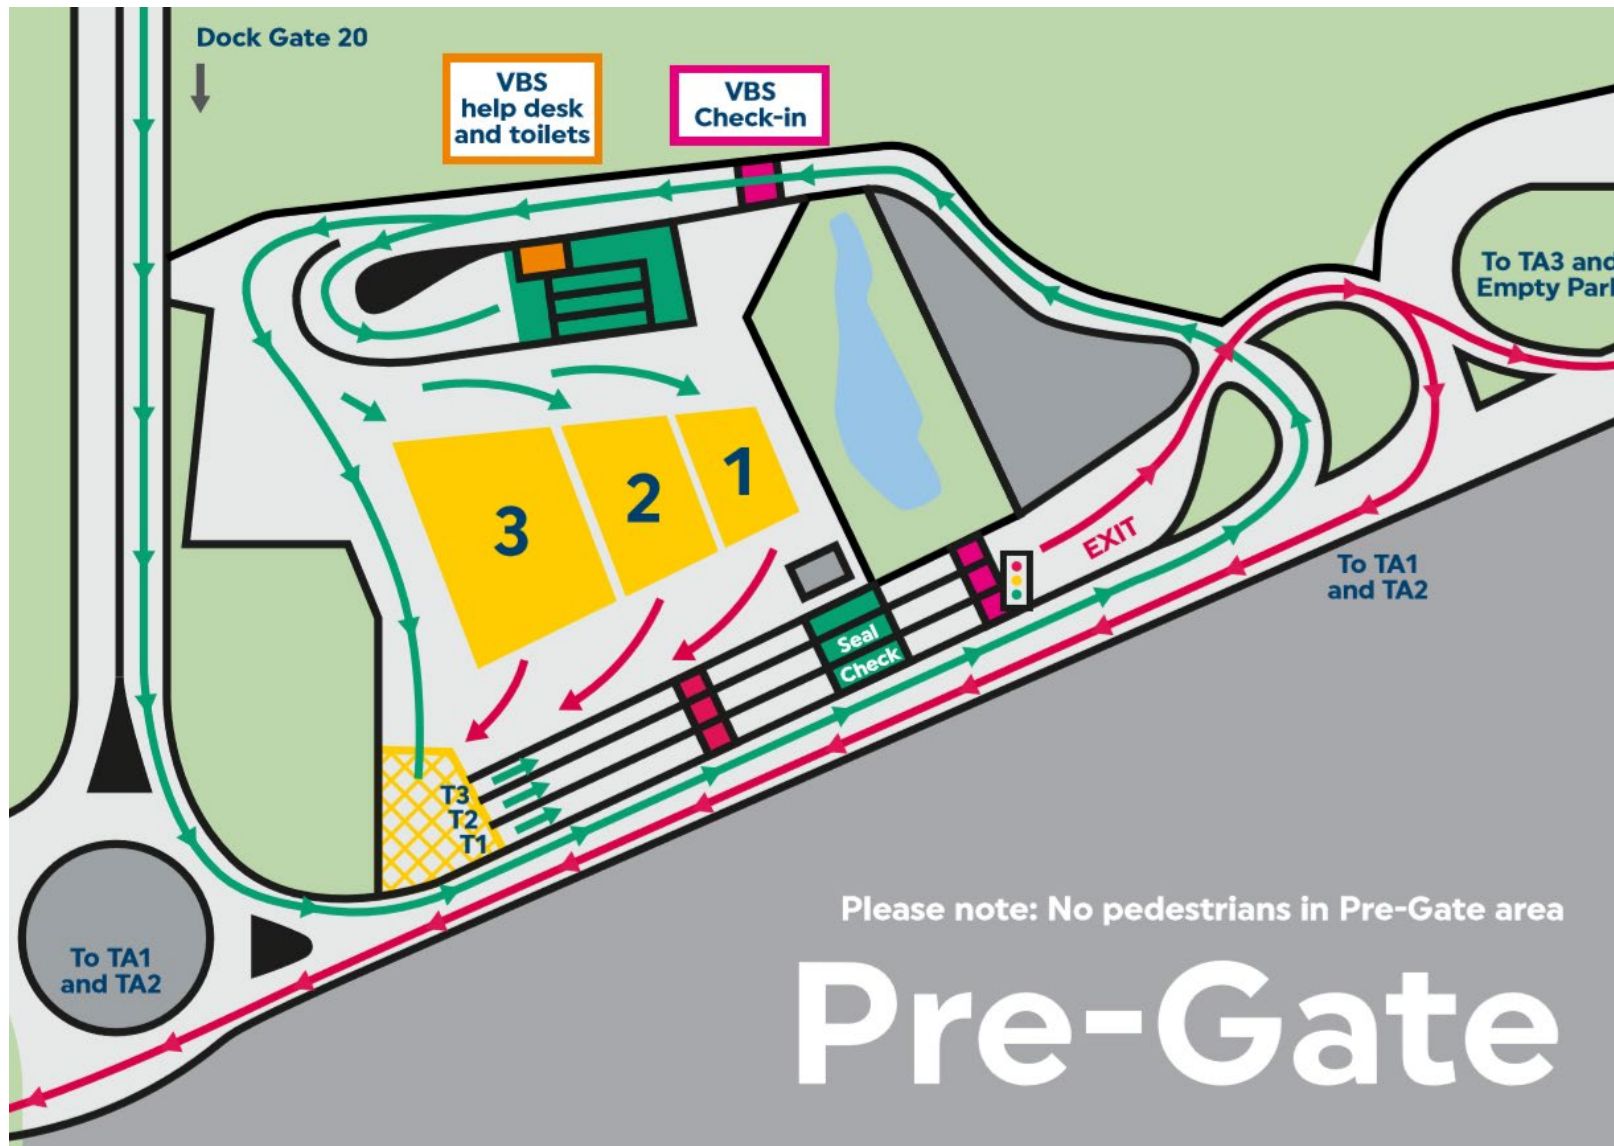 Dock Gate 20
VBS
help desk
and toilets
VBS
Check-in
To TA3 and
Empty Par
3
2
1
EXIT
To TA1
and TA2
Seal
Check
T3
T2
T1
To TA1
and TA2
Please note: No pedestrians in Pre-Gate area
Pre-Gate